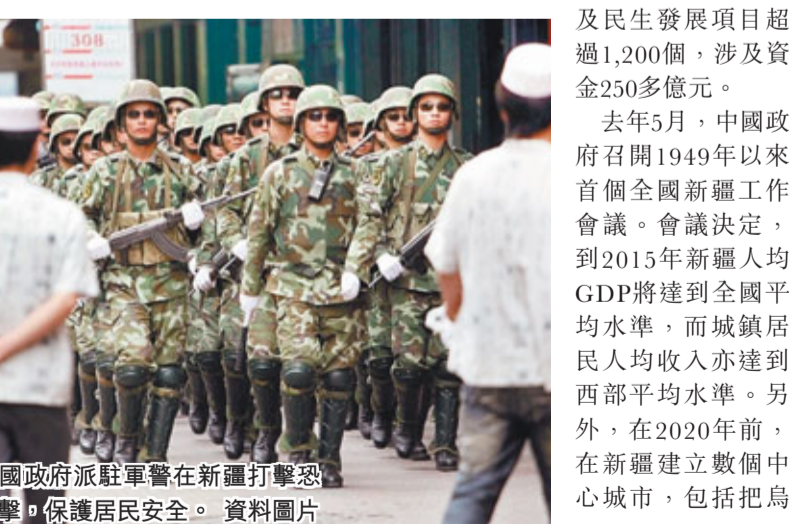 308
國政府派駐軍警在新疆打擊恐
擊，保護居民安全。 資料圖片
及民生發展項目超
過1,200個，涉及資
金250多億元。
去年5月，中國政
府召開1949年以來
首個全國新疆工作
會議。會議決定，
到2015年新疆人均
GDP將達到全國平
均水準，而城鎮居
民人均收入亦達到
西部平均水準。另
外，在2020年前，
在新疆建立數個中
心城市，包括把烏